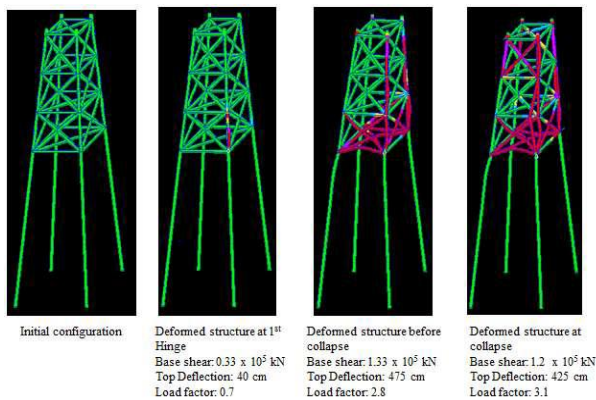 Initial configuration
Deformed structure at 1st
Hinge
Base shear: 0.33 x 10⁵ kN
Top Deflection: 40 cm
Load factor: 0.7
Deformed structure before
collapse
Base shear: 1.33 x 10⁵ kN
Top Deflection: 475 cm
Load factor: 2.8
Deformed structure at
collapse
Base shear: 1.2 x 10⁵ kN
Top Deflection: 425 cm
Load factor: 3.1